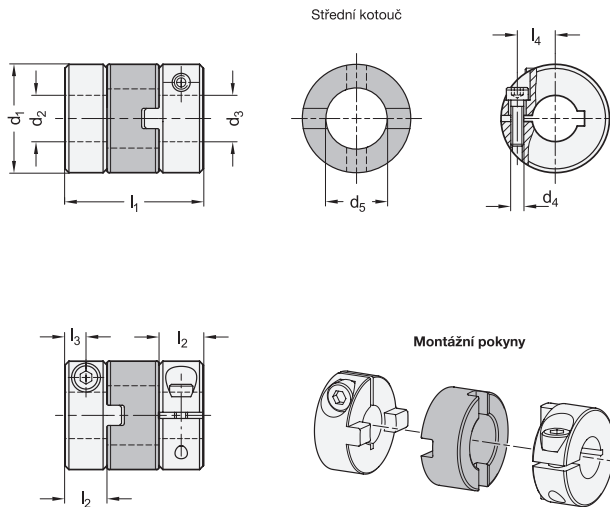 Střední kotouč
l4
d1
d2
d3
l1
d5
d4
l3
l2
l2
Montážní pokyny